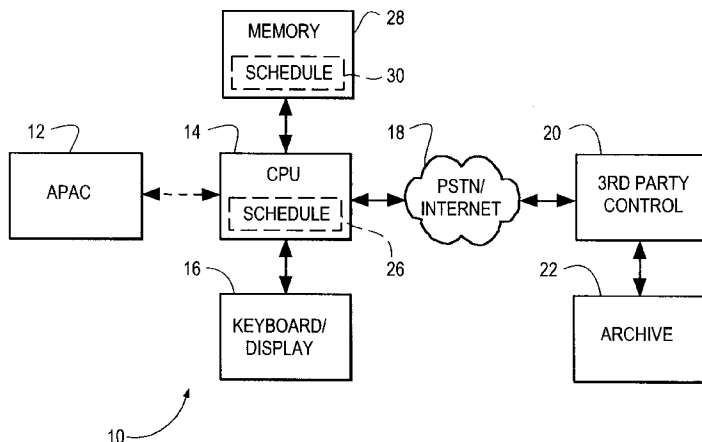 MEMORY
28
SCHEDULE
30
12
APAC
14
CPU
SCHEDULE
26
18
PSTN/
INTERNET
20
3RD PARTY
CONTROL
16
KEYBOARD/
DISPLAY
22
ARCHIVE
10